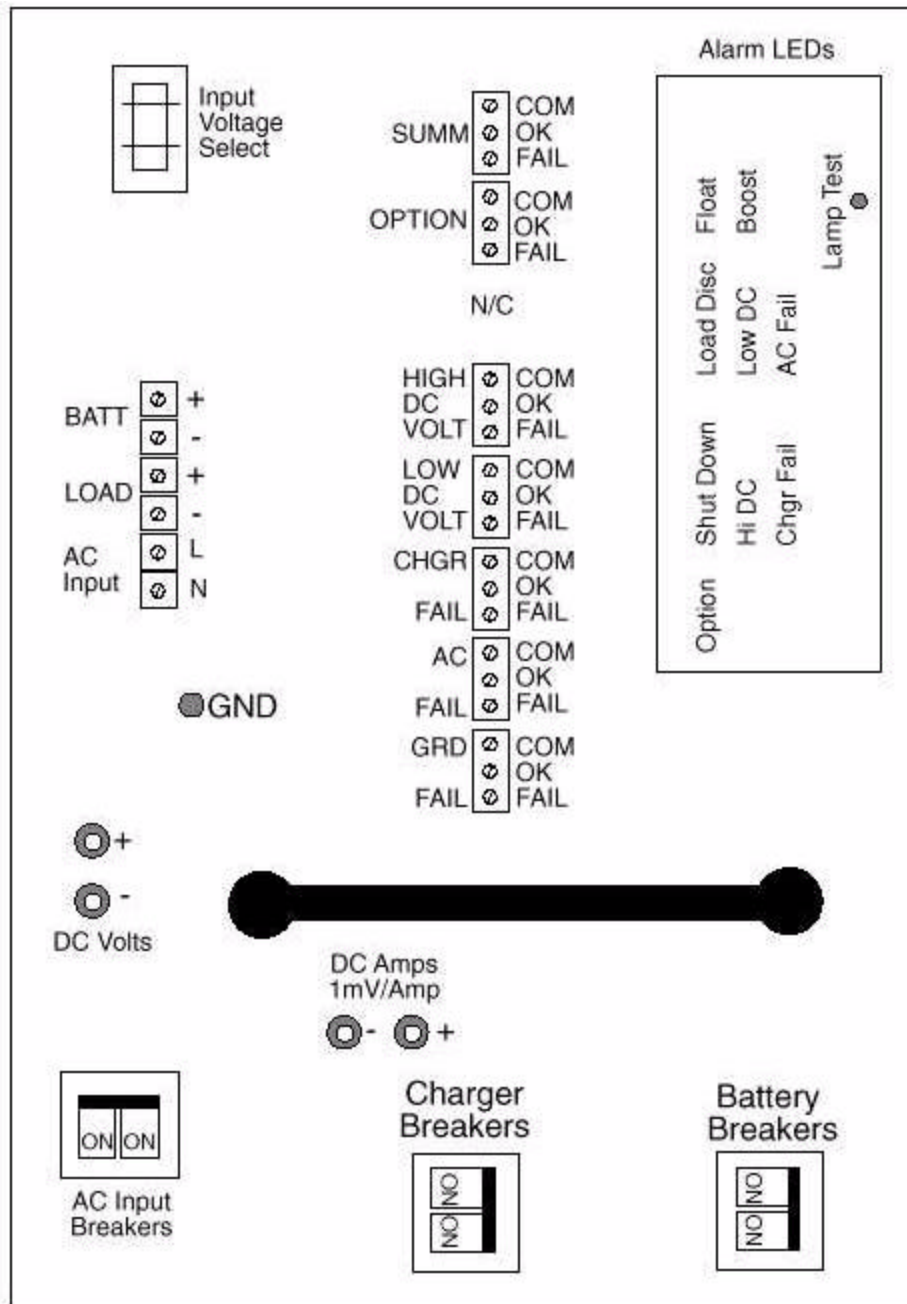 Alarm LEDs
Input
Voltage
Select
SUMM
COM
OK
FAIL
OPTION
COM
OK
FAIL
N/C
HIGH
DC
VOLT
COM
OK
FAIL
LOW
DC
VOLT
COM
OK
FAIL
CHGR
FAIL
COM
OK
FAIL
AC
FAIL
COM
OK
FAIL
GRD
FAIL
COM
OK
FAIL
BATT
+
-
LOAD
+
-
AC
Input
L
N
GND
Option Shut Down Load Disc Float
Hi DC Low DC Boost
Chgr Fail AC Fail
Lamp Test
+
-
DC Volts
DC Amps
1mV/Amp
- +
ON ON
AC Input
Breakers
Charger
Breakers
ON
ON
Battery
Breakers
ON
ON